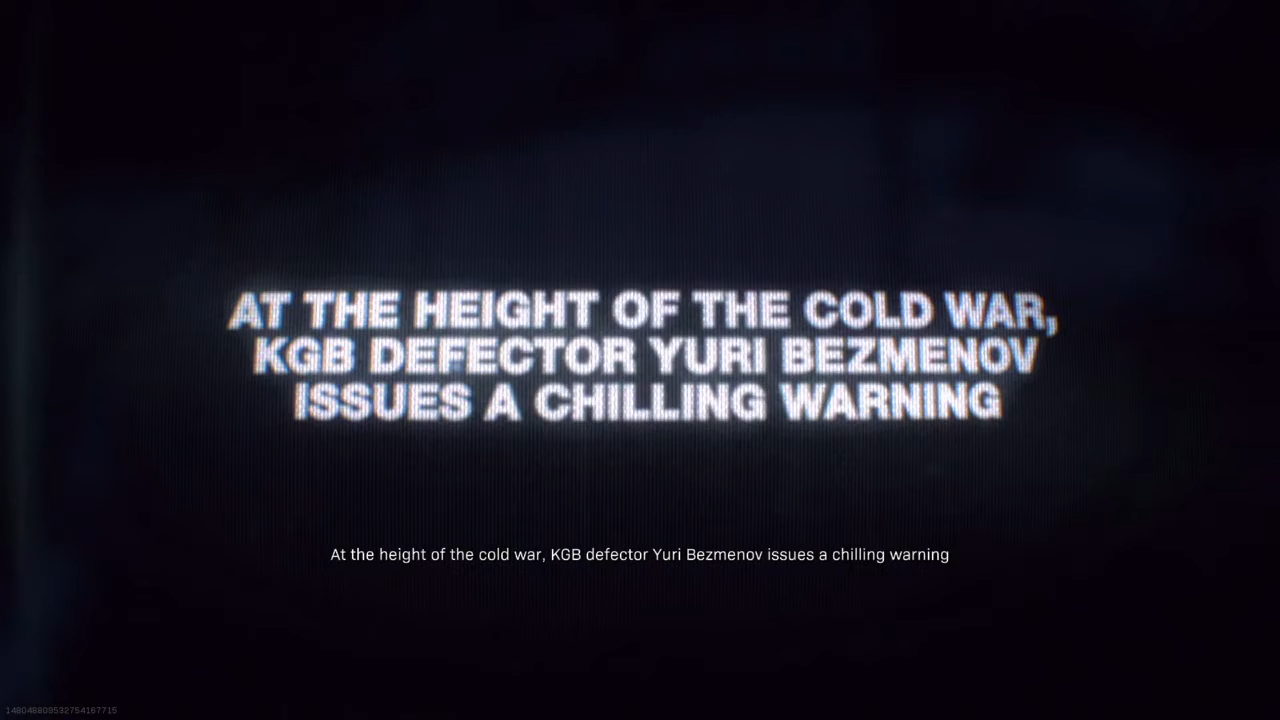 AT THE HEIGHT OF THE COLD WAR,
KGB DEFECTOR YURI BEZMENOV
ISSUES A CHILLING WARNING
At the height of the cold war, KGB defector Yuri Bezmenov issues a chilling warning
148048809532754167715